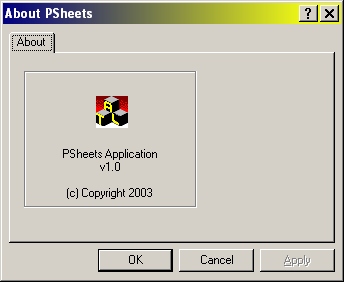 About PSheets
About
A T L
PSheets Application
v1.0
(c) Copyright 2003
OK
Cancel
Apply